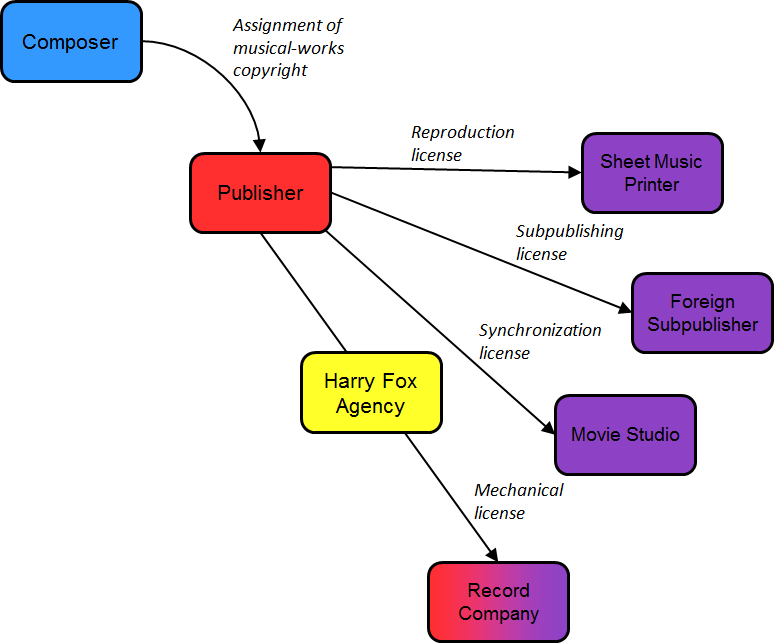 Composer
Assignment of
musical-works
copyright
Publisher
Reproduction
license
Sheet Music
Printer
Subpublishing
license
Foreign
Subpublisher
Synchronization
license
Harry Fox
Agency
Movie Studio
Mechanical
license
Record
Company